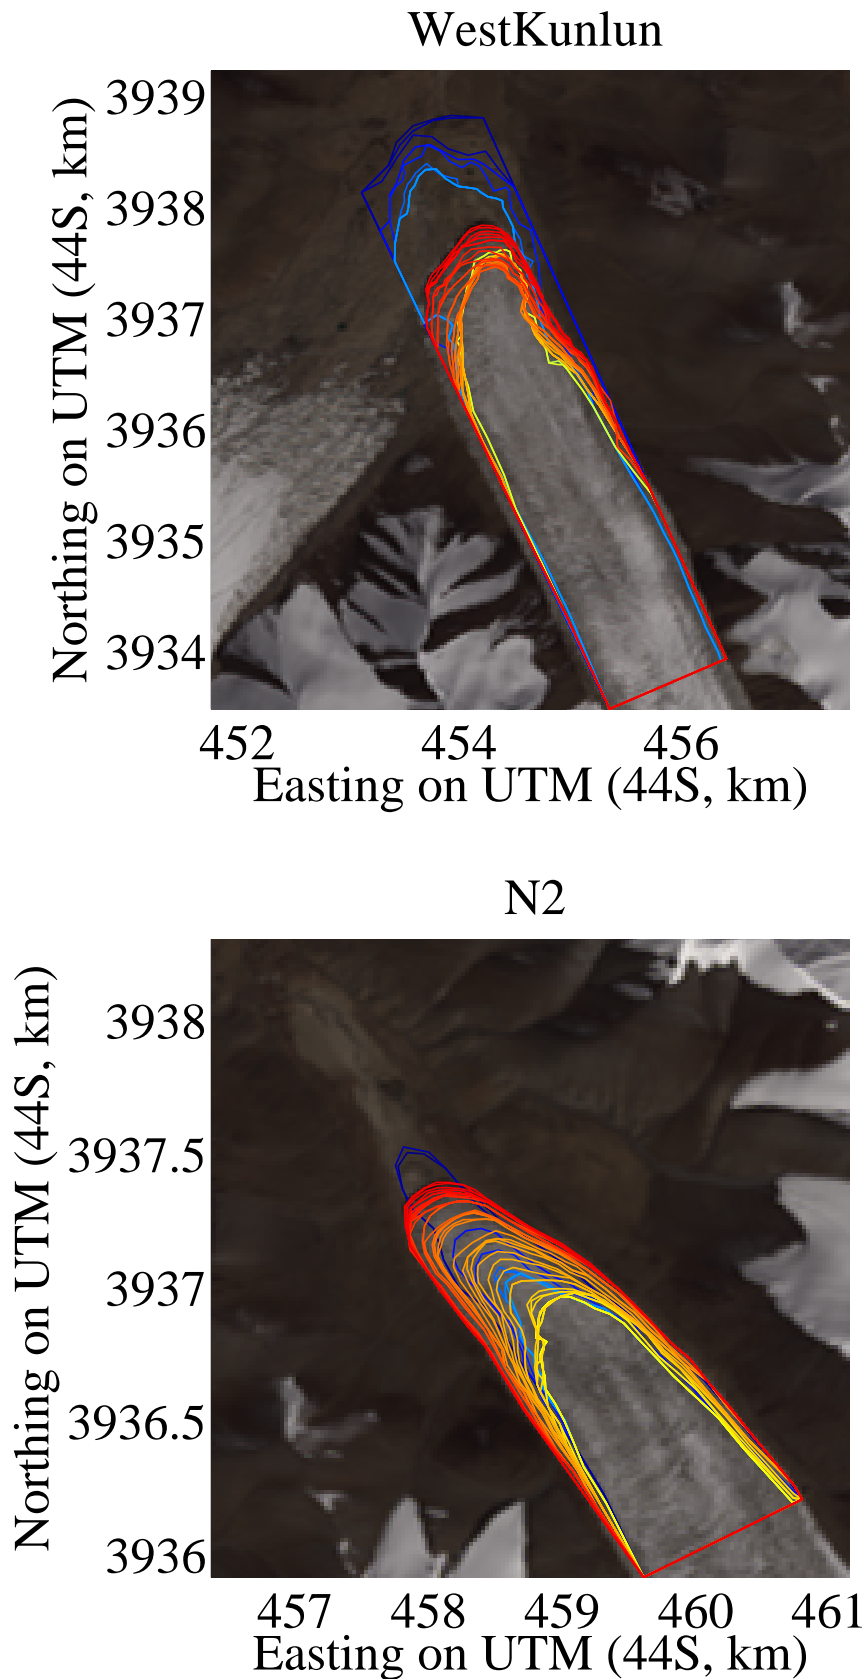 WestKunlun
3939
3938
3937
3936
3935
3934
Northing on UTM (44S, km)
452 454 456
Easting on UTM (44S, km)
N2
3938
3937.5
3937
3936.5
3936
Northing on UTM (44S, km)
457 458 459 460 461
Easting on UTM (44S, km)